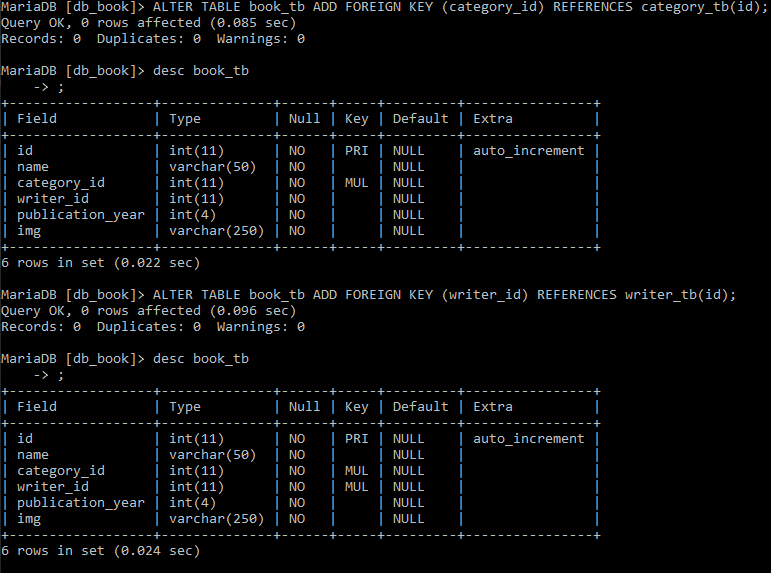 MariaDB [db_book]> ALTER TABLE book_tb ADD FOREIGN KEY (category_id) REFERENCES category_tb(id);
Query OK, 0 rows affected (0.085 sec)
Records: 0  Duplicates: 0  Warnings: 0

MariaDB [db_book]> desc book_tb
    -> ;
+------------------+--------------+------+-----+---------+----------------+
| Field            | Type         | Null | Key | Default | Extra          |
+------------------+--------------+------+-----+---------+----------------+
| id               | int(11)      | NO   | PRI | NULL    | auto_increment |
| name             | varchar(50)  | NO   |     | NULL    |                |
| category_id      | int(11)      | NO   | MUL | NULL    |                |
| writer_id        | int(11)      | NO   |     | NULL    |                |
| publication_year | int(4)       | NO   |     | NULL    |                |
| img              | varchar(250) | NO   |     | NULL    |                |
+------------------+--------------+------+-----+---------+----------------+
6 rows in set (0.022 sec)

MariaDB [db_book]> ALTER TABLE book_tb ADD FOREIGN KEY (writer_id) REFERENCES writer_tb(id);
Query OK, 0 rows affected (0.096 sec)
Records: 0  Duplicates: 0  Warnings: 0

MariaDB [db_book]> desc book_tb
    -> ;
+------------------+--------------+------+-----+---------+----------------+
| Field            | Type         | Null | Key | Default | Extra          |
+------------------+--------------+------+-----+---------+----------------+
| id               | int(11)      | NO   | PRI | NULL    | auto_increment |
| name             | varchar(50)  | NO   |     | NULL    |                |
| category_id      | int(11)      | NO   | MUL | NULL    |                |
| writer_id        | int(11)      | NO   | MUL | NULL    |                |
| publication_year | int(4)       | NO   |     | NULL    |                |
| img              | varchar(250) | NO   |     | NULL    |                |
+------------------+--------------+------+-----+---------+----------------+
6 rows in set (0.024 sec)